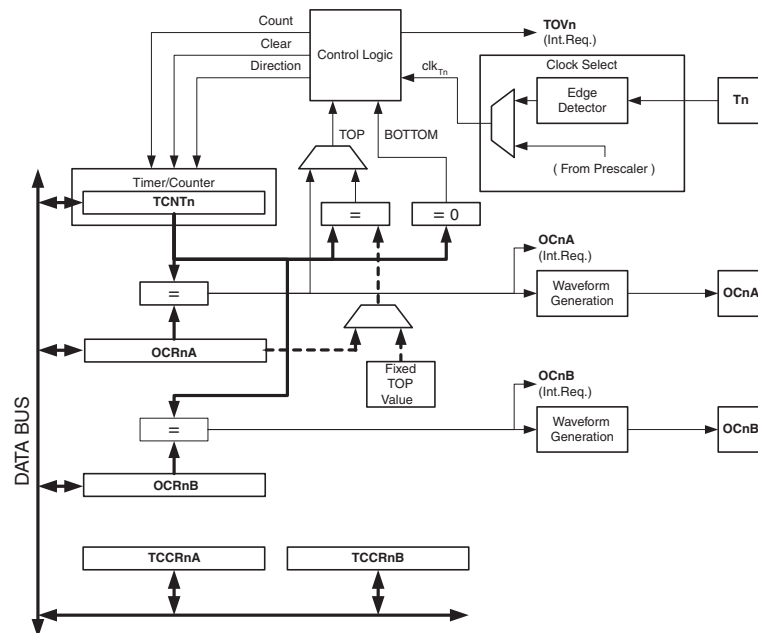 Count
Clear
Direction
Control Logic
TOVn
(Int.Req.)
clkTn
Clock Select
Edge
Detector
Tn
( From Prescaler )
TOP
BOTTOM
Timer/Counter
TCNTn
=
= 0
=
OCnA
(Int.Req.)
Waveform
Generation
OCnA
OCRnA
Fixed
TOP
Value
OCnB
(Int.Req.)
=
Waveform
Generation
OCnB
OCRnB
DATA BUS
TCCRnA
TCCRnB